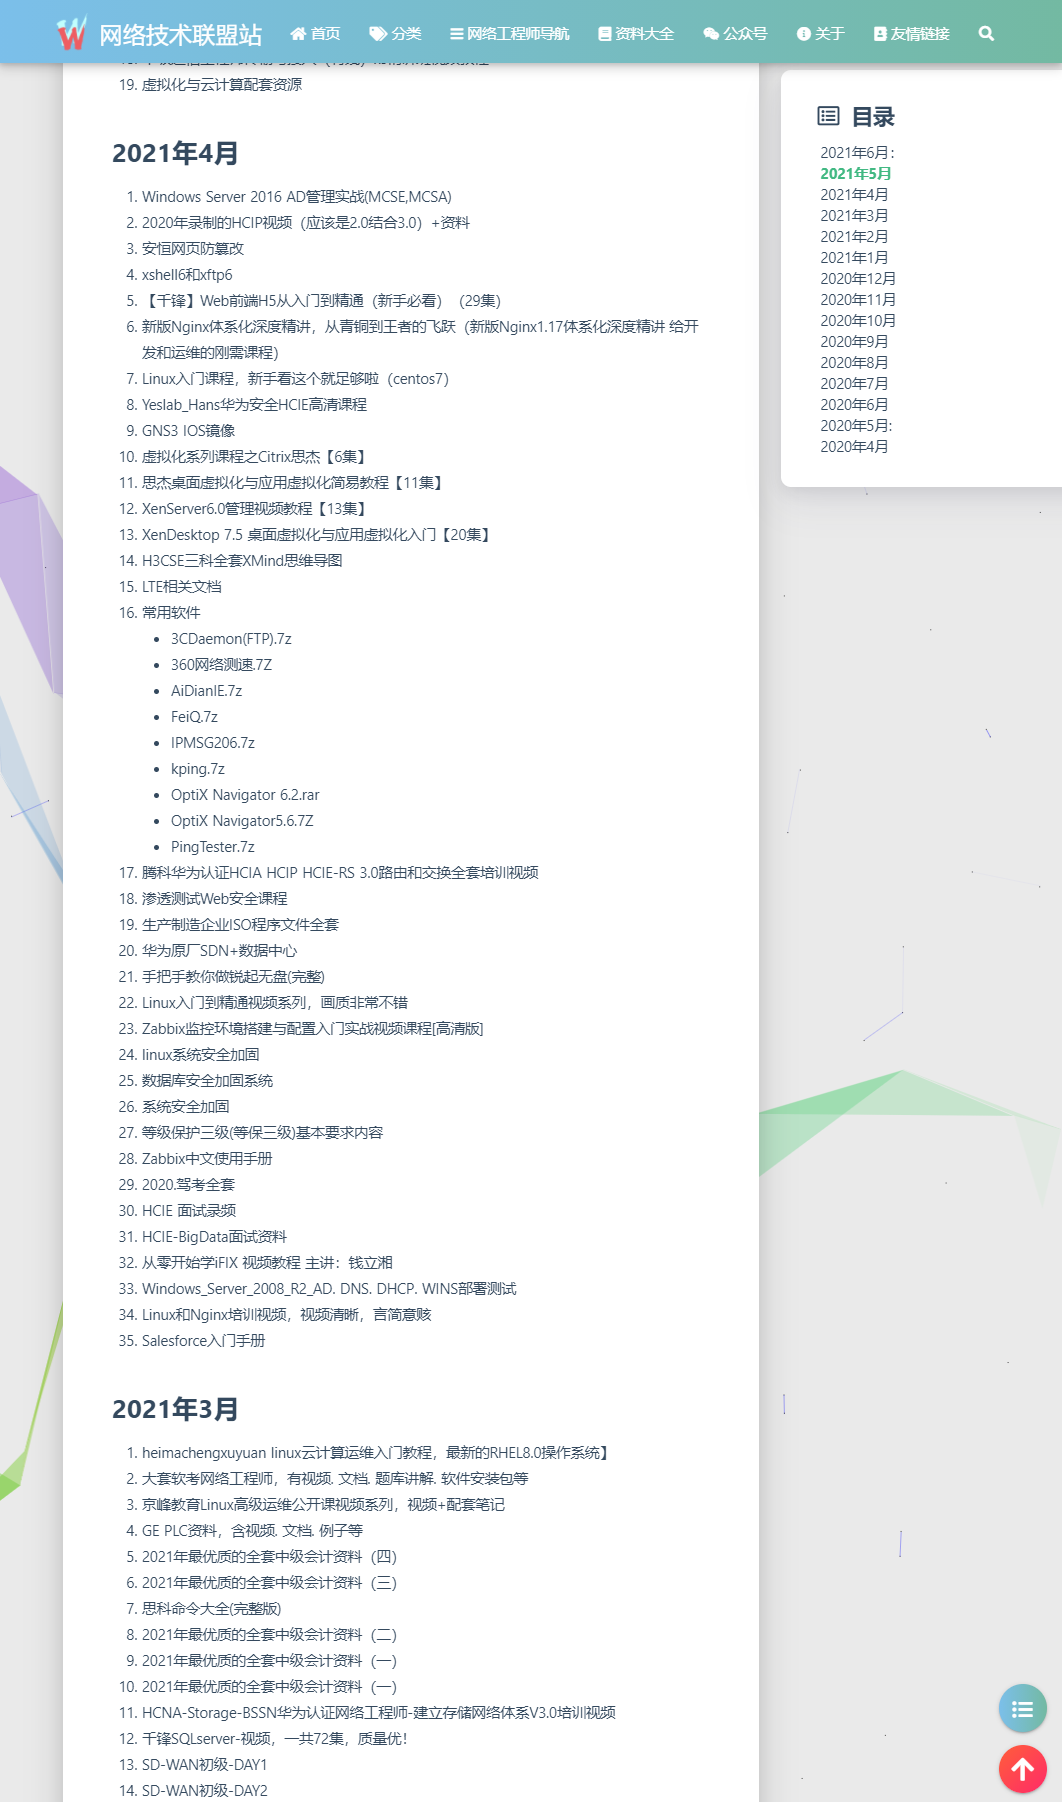 网络技术联盟站 首页 分类 网络工程师导航 资料大全 公众号 关于 友情链接
19. 虚拟化与云计算配套资源
2021年4月
1. Windows Server 2016 AD管理实战(MCSE,MCSA)
2. 2020年录制的HCIP视频（应该是2.0结合3.0）+资料
3. 安恒网页防篡改
4. xshell6和xftp6
5. 【千锋】Web前端H5从入门到精通（新手必看）（29集）
6. 新版Nginx体系化深度精讲，从青铜到王者的飞跃（新版Nginx1.17体系化深度精讲 给开
发和运维的刚需课程）
7. Linux入门课程，新手看这个就足够啦（centos7）
8. Yeslab_Hans华为安全HCIE高清课程
9. GNS3 IOS镜像
10. 虚拟化系列课程之Citrix思杰【6集】
11. 思杰桌面虚拟化与应用虚拟化简易教程【11集】
12. XenServer6.0管理视频教程【13集】
13. XenDesktop 7.5 桌面虚拟化与应用虚拟化入门【20集】
14. H3CSE三科全套XMind思维导图
15. LTE相关文档
16. 常用软件
• 3CDaemon(FTP).7z
• 360网络测速.7Z
• AiDianIE.7z
• FeiQ.7z
• IPMSG206.7z
• kping.7z
• OptiX Navigator 6.2.rar
• OptiX Navigator5.6.7Z
• PingTester.7z
17. 腾科华为认证HCIA HCIP HCIE-RS 3.0路由和交换全套培训视频
18. 渗透测试Web安全课程
19. 生产制造企业ISO程序文件全套
20. 华为原厂SDN+数据中心
21. 手把手教你做锐起无盘(完整)
22. Linux入门到精通视频系列，画质非常不错
23. Zabbix监控环境搭建与配置入门实战视频课程[高清版]
24. linux系统安全加固
25. 数据库安全加固系统
26. 系统安全加固
27. 等级保护三级(等保三级)基本要求内容
28. Zabbix中文使用手册
29. 2020.驾考全套
30. HCIE 面试录频
31. HCIE-BigData面试资料
32. 从零开始学iFIX 视频教程 主讲：钱立湘
33. Windows_Server_2008_R2_AD. DNS. DHCP. WINS部署测试
34. Linux和Nginx培训视频，视频清晰，言简意赅
35. Salesforce入门手册
2021年3月
1. heimachengxuyuan linux云计算运维入门教程，最新的RHEL8.0操作系统】
2. 大套软考网络工程师，有视频. 文档. 题库讲解. 软件安装包等
3. 京峰教育Linux高级运维公开课视频系列，视频+配套笔记
4. GE PLC资料，含视频. 文档. 例子等
5. 2021年最优质的全套中级会计资料（四）
6. 2021年最优质的全套中级会计资料（三）
7. 思科命令大全(完整版)
8. 2021年最优质的全套中级会计资料（二）
9. 2021年最优质的全套中级会计资料（一）
10. 2021年最优质的全套中级会计资料（一）
11. HCNA-Storage-BSSN华为认证网络工程师-建立存储网络体系V3.0培训视频
12. 千锋SQLserver-视频，一共72集，质量优！
13. SD-WAN初级-DAY1
14. SD-WAN初级-DAY2
目录
2021年6月：
2021年5月
2021年4月
2021年3月
2021年2月
2021年1月
2020年12月
2020年11月
2020年10月
2020年9月
2020年8月
2020年7月
2020年6月
2020年5月:
2020年4月